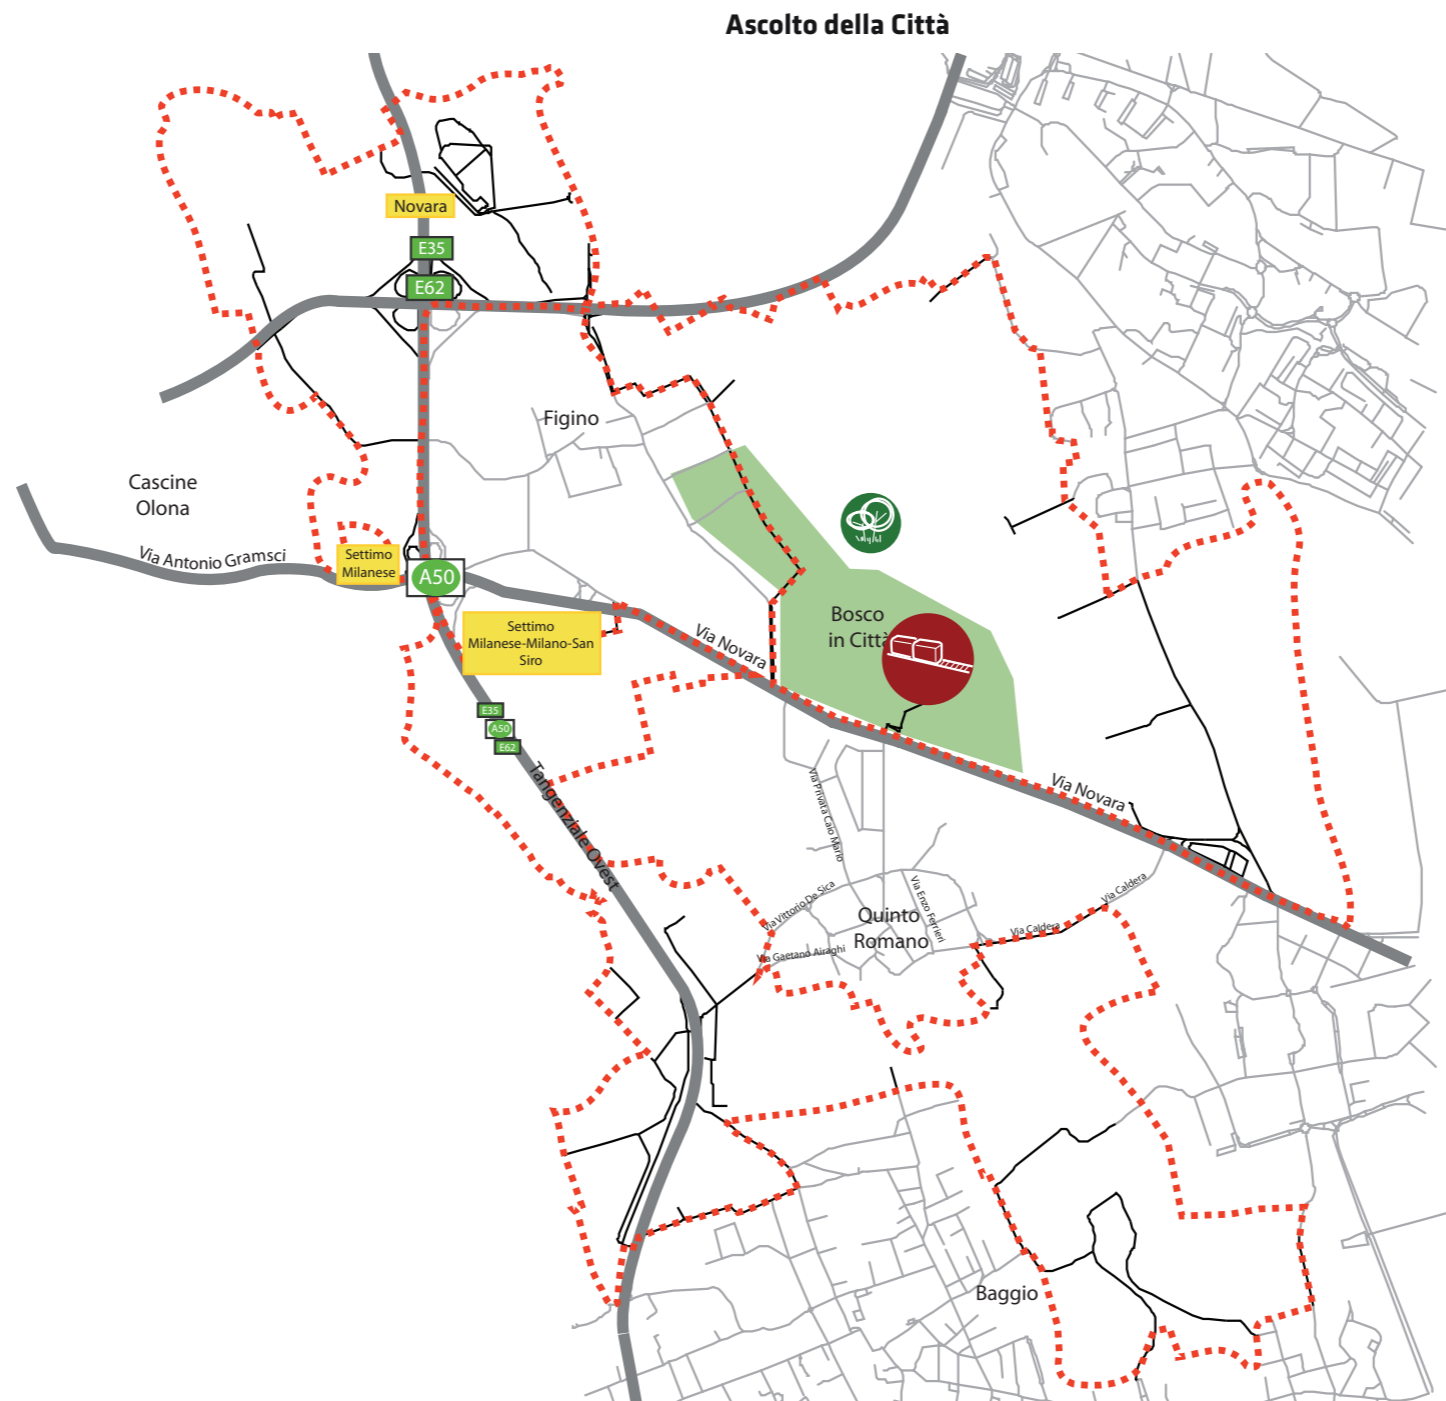 Ascolto della Città
Novara
E35
E62
Figino
Cascine
Olona
Via Antonio Gramsci
Settimo
Milanese
A50
Settimo
Milanese-Milano-San
Siro
Via Novara
Bosco
in Citt
E35
A50
E62
Tangenziale Ovest
Via Privata Caio Mario
Via Novara
Via Vittorio De Sica
Via Enzo Ferrieri
Via Caldera
Quinto
Romano
Via Caldera
Via Gaetano Airaghi
Baggio